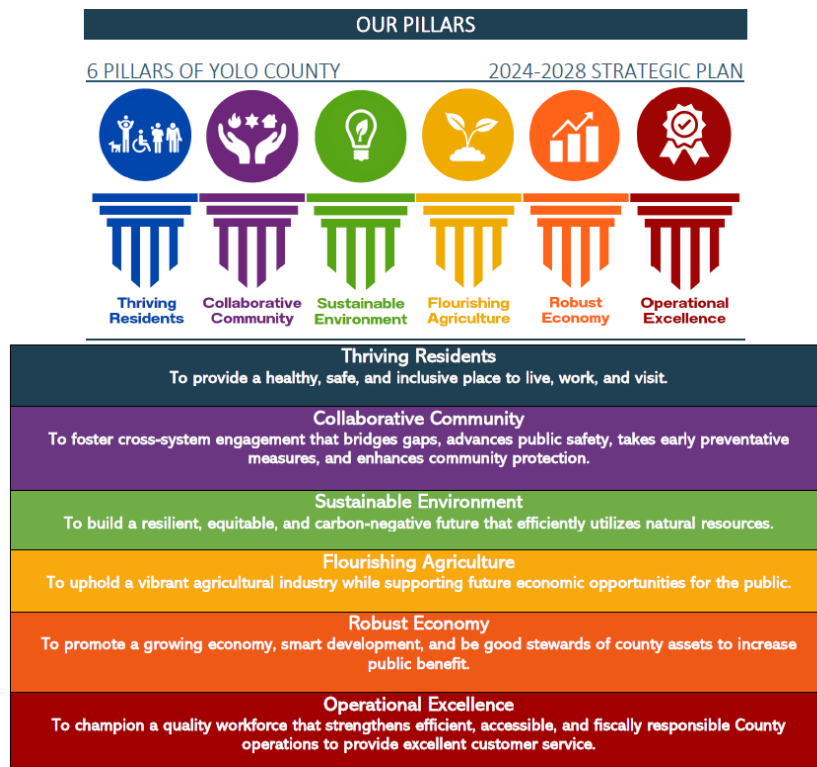 OUR PILLARS
6 PILLARS OF YOLO COUNTY
2024-2028 STRATEGIC PLAN
Thriving
Residents
Collaborative
Community
Sustainable
Environment
Flourishing
Agriculture
Robust
Economy
Operational
Excellence
Thriving Residents
To provide a healthy, safe, and inclusive place to live, work, and visit.
Collaborative Community
To foster cross-system engagement that bridges gaps, advances public safety, takes early preventative
measures, and enhances community protection.
Sustainable Environment
To build a resilient, equitable, and carbon-negative future that efficiently utilizes natural resources.
Flourishing Agriculture
To uphold a vibrant agricultural industry while supporting future economic opportunities for the public.
Robust Economy
To promote a growing economy, smart development, and be good stewards of county assets to increase
public benefit.
Operational Excellence
To champion a quality workforce that strengthens efficient, accessible, and fiscally responsible County
operations to provide excellent customer service.